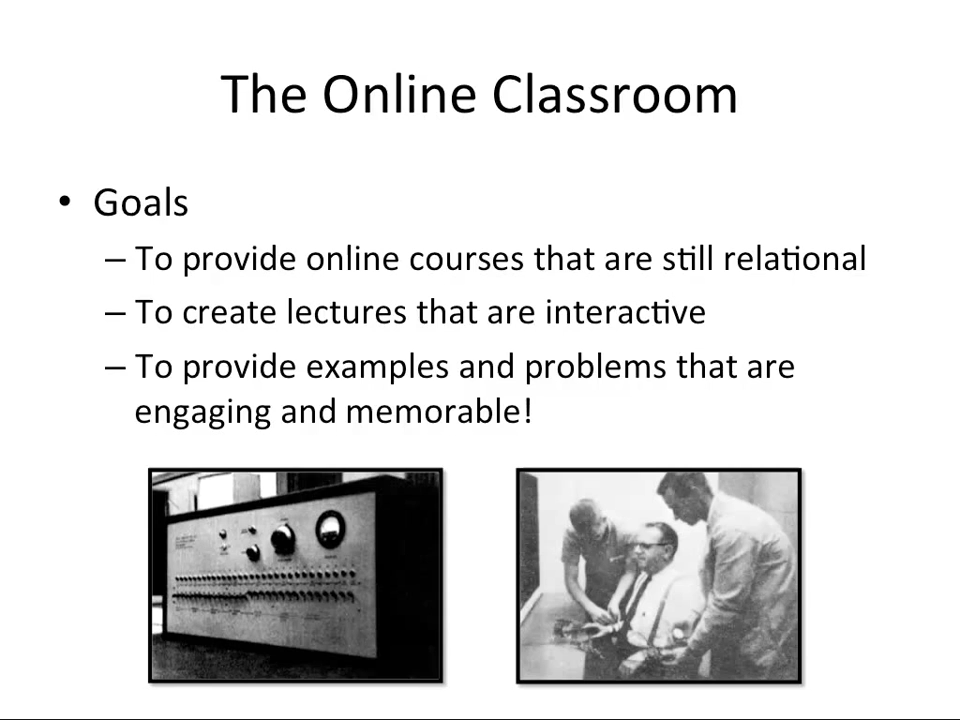 The Online Classroom
• Goals
– To provide online courses that are still relational
– To create lectures that are interactive
– To provide examples and problems that are
engaging and memorable!